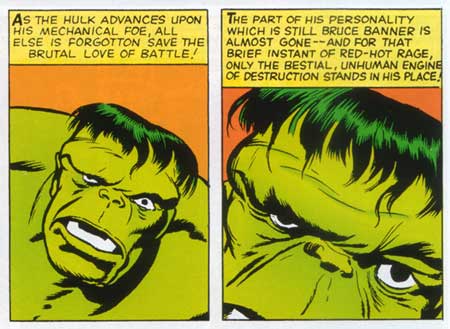 AS THE HULK ADVANCES UPON
HIS MECHANICAL FOE, ALL
ELSE IS FORGOTTON SAVE THE
BRUTAL LOVE OF BATTLE!
THE PART OF HIS PERSONALITY
WHICH IS STILL BRUCE BANNER IS
ALMOST GONE--AND FOR THAT
BRIEF INSTANT OF RED-HOT RAGE,
ONLY THE BESTIAL, UNHUMAN ENGINE
OF DESTRUCTION STANDS IN HIS PLACE!